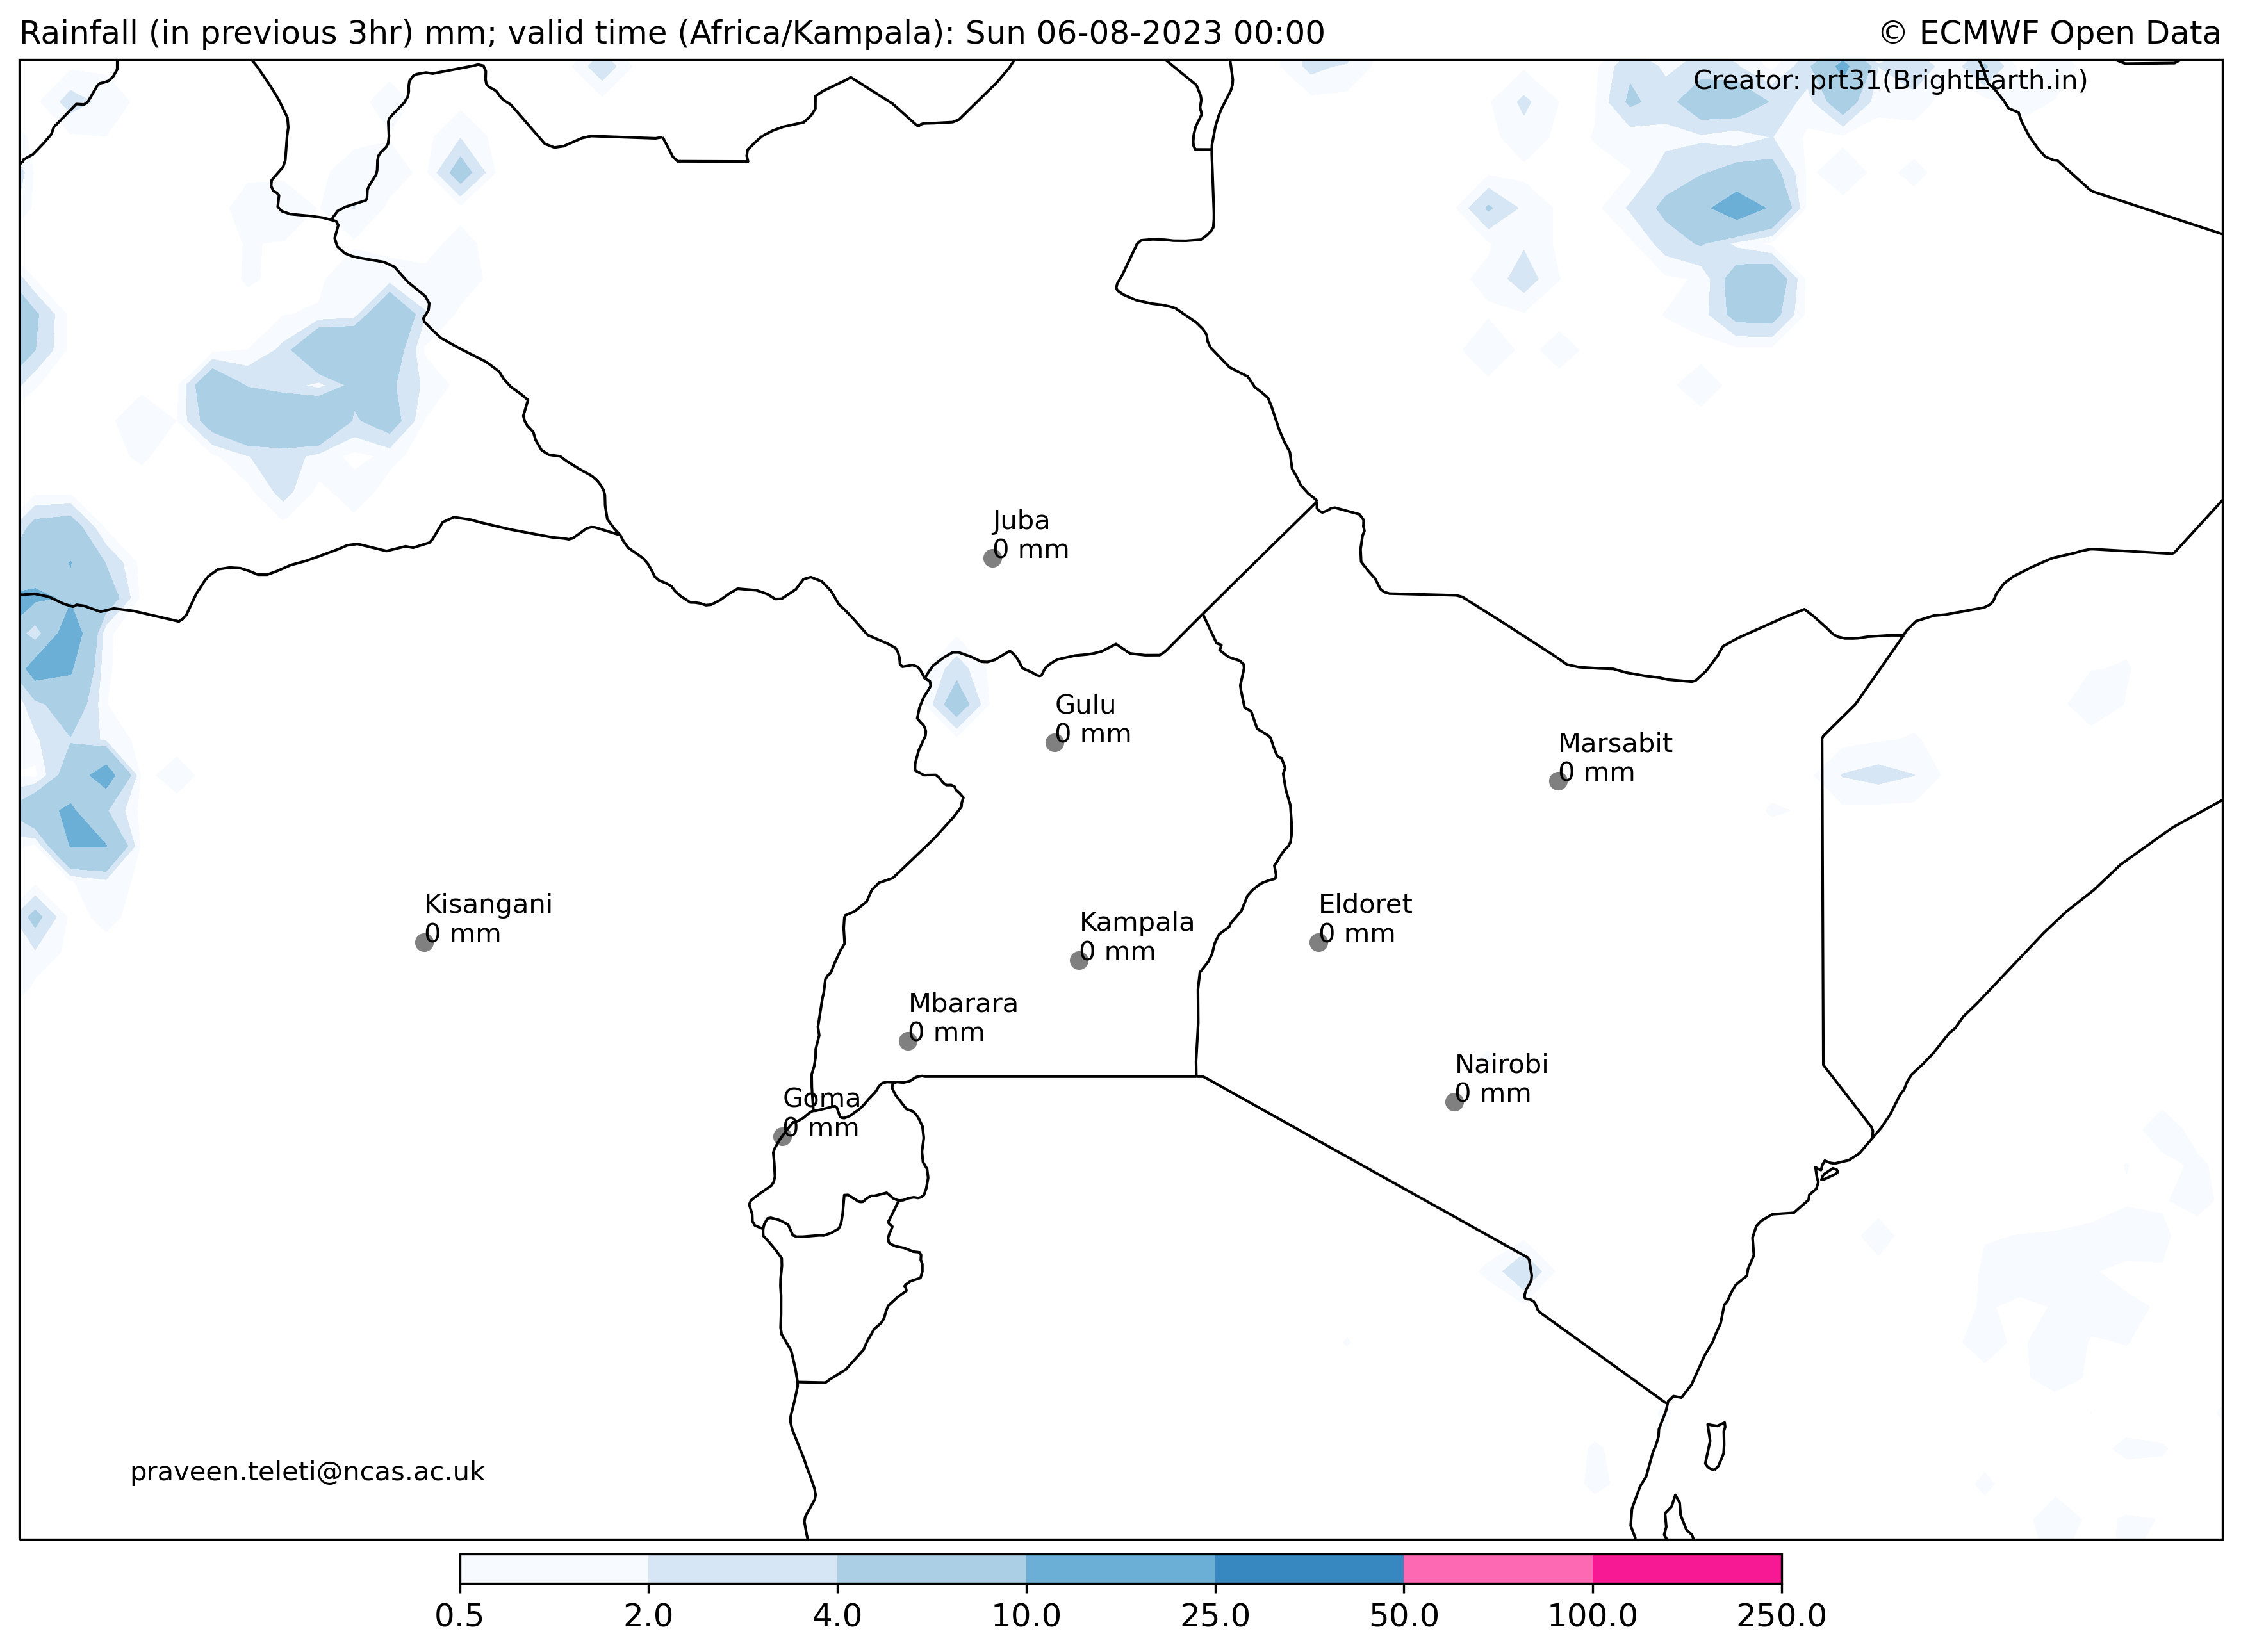 Rainfall (in previous 3hr) mm; valid time (Africa/Kampala): Sun 06-08-2023 00:00
© ECMWF Open Data
Creator: prt31(BrightEarth.in)
Juba
0 mm
Gulu
0 mm
Marsabit
0 mm
Kisangani
0 mm
Kampala
0 mm
Eldoret
0 mm
Mbarara
0 mm
Nairobi
0 mm
Goma
0 mm
praveen.teleti@ncas.ac.uk
0.5 2.0 4.0 10.0 25.0 50.0 100.0 250.0